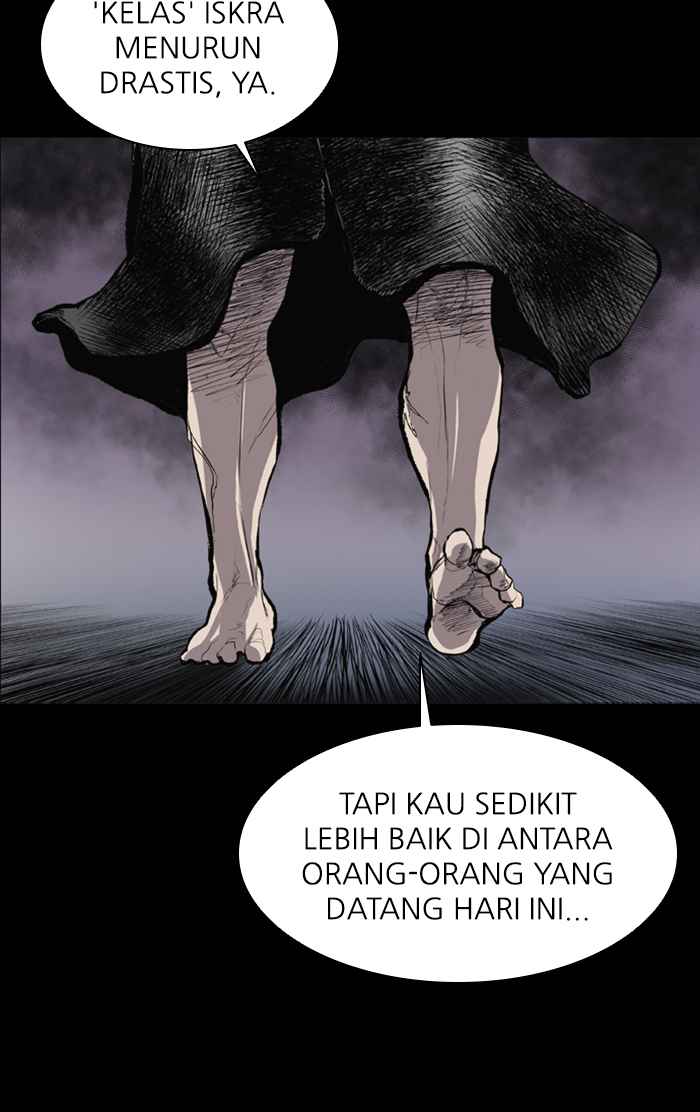 'KELAS' ISKRA
MENURUN
DRASTIS, YA.
TAPI KAU SEDIKIT
LEBIH BAIK DI ANTARA
ORANG-ORANG YANG
DATANG HARI INI...